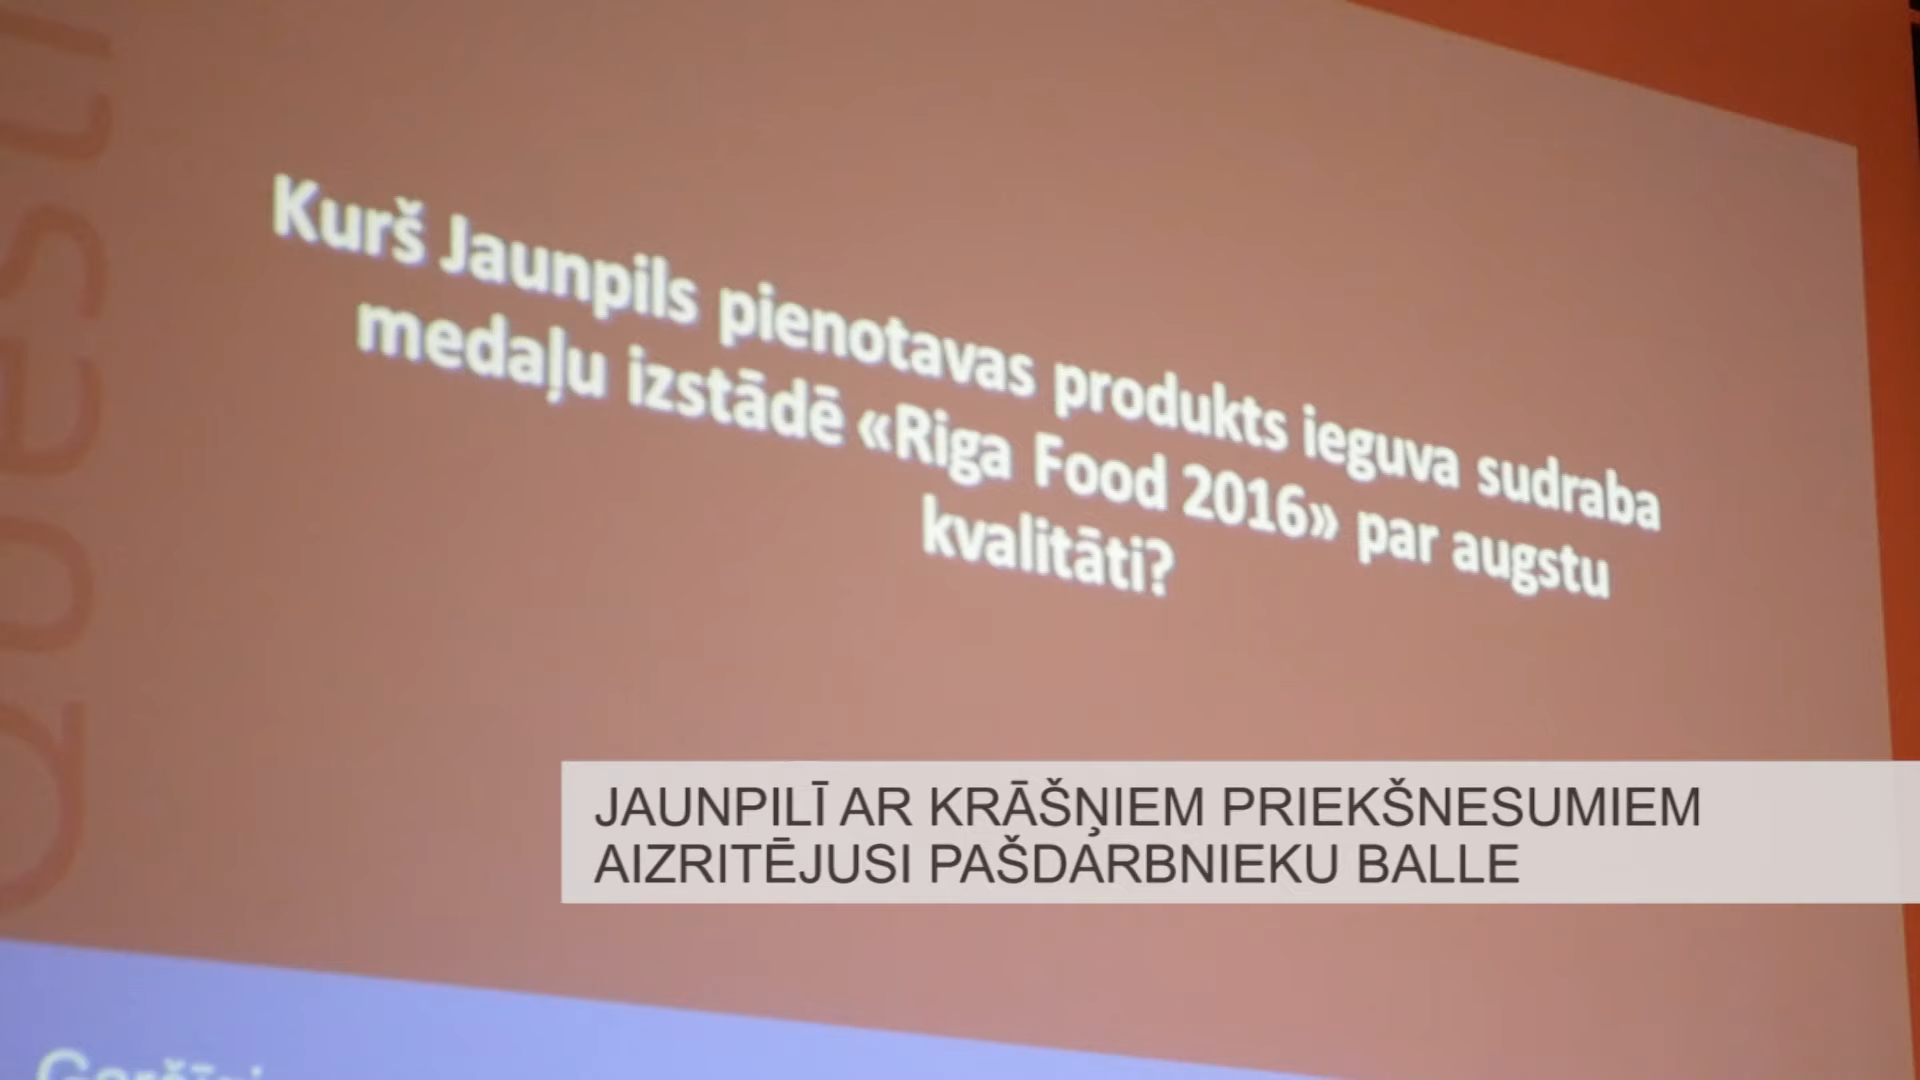 Kurš Jaunpils pienotavas produkts ieguva sudraba
medaļu izstādē «Riga Food 2016» par augstu
kvalitāti?
JAUNPILĪ AR KRĀŠŅIEM PRIEKŠNESUMIEM
AIZRITĒJUSI PAŠDARBNIEKU BALLE